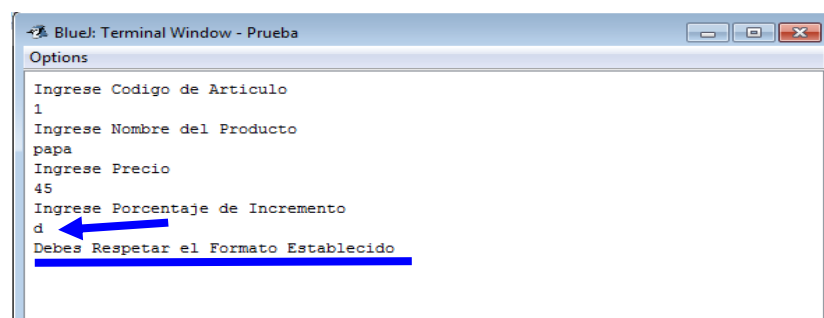 BlueJ: Terminal Window - Prueba
Options
Ingrese Codigo de Articulo
1
Ingrese Nombre del Producto
papa
Ingrese Precio
45
Ingrese Porcentaje de Incremento
d
Debes Respetar el Formato Establecido